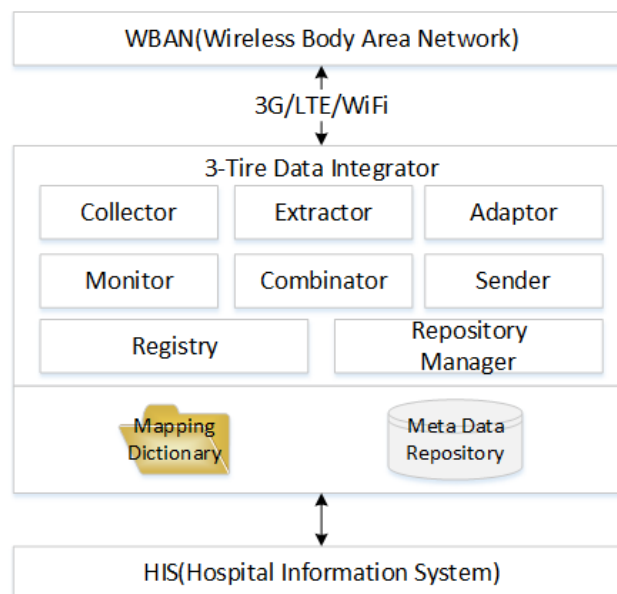 WBAN(Wireless Body Area Network)
3G/LTE/WiFi
3-Tire Data Integrator
Collector
Extractor
Adaptor
Monitor
Combinator
Sender
Registry
Repository
Manager
Mapping
Dictionary
Meta Data
Repository
HIS(Hospital Information System)